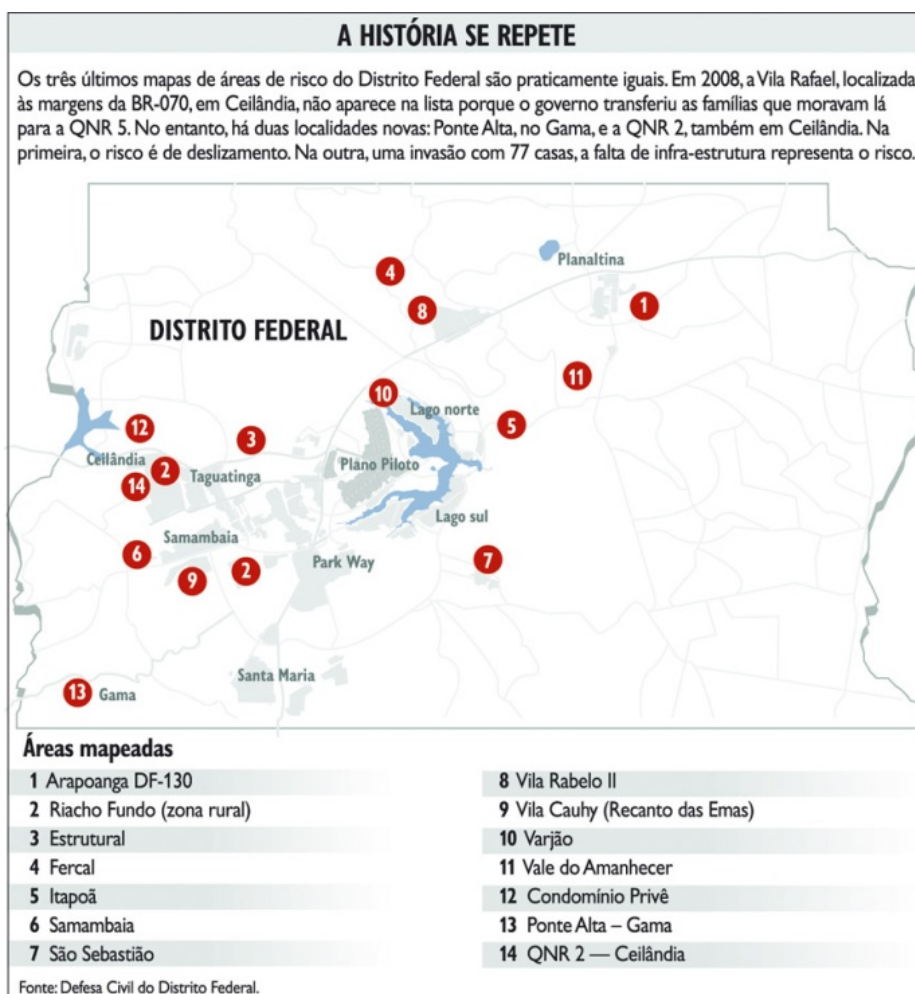 A HISTÓRIA SE REPETE
Os três últimos mapas de áreas de risco do Distrito Federal são praticamente iguais. Em 2008, a Vila Rafael, localizada
às margens da BR-070, em Ceilândia, não aparece na lista porque o governo transferiu as famílias que moravam lá
para a QNR 5. No entanto, há duas localidades novas: Ponte Alta, no Gama, e a QNR 2, também em Ceilândia. Na
primeira, o risco é de deslizamento. Na outra, uma invasão com 77 casas, a falta de infra-estrutura representa o risco.
Planaltina
4
1
8
DISTRITO FEDERAL
11
10
Lago norte
5
12
3
Ceilândia
2
Taguatinga
Plano Piloto
14
Lago sul
Samambaia
6
Park Way
7
9
2
Santa Maria
13
Gama
Áreas mapeadas
1 Arapoanga DF-130
2 Riacho Fundo (zona rural)
3 Estrutural
4 Fercal
5 Itapoã
6 Samambaia
7 São Sebastião
8 Vila Rabelo II
9 Vila Cauhy (Recanto das Emas)
10 Varjão
11 Vale do Amanhecer
12 Condomínio Privê
13 Ponte Alta – Gama
14 QNR 2 — Ceilândia
Fonte: Defesa Civil do Distrito Federal.